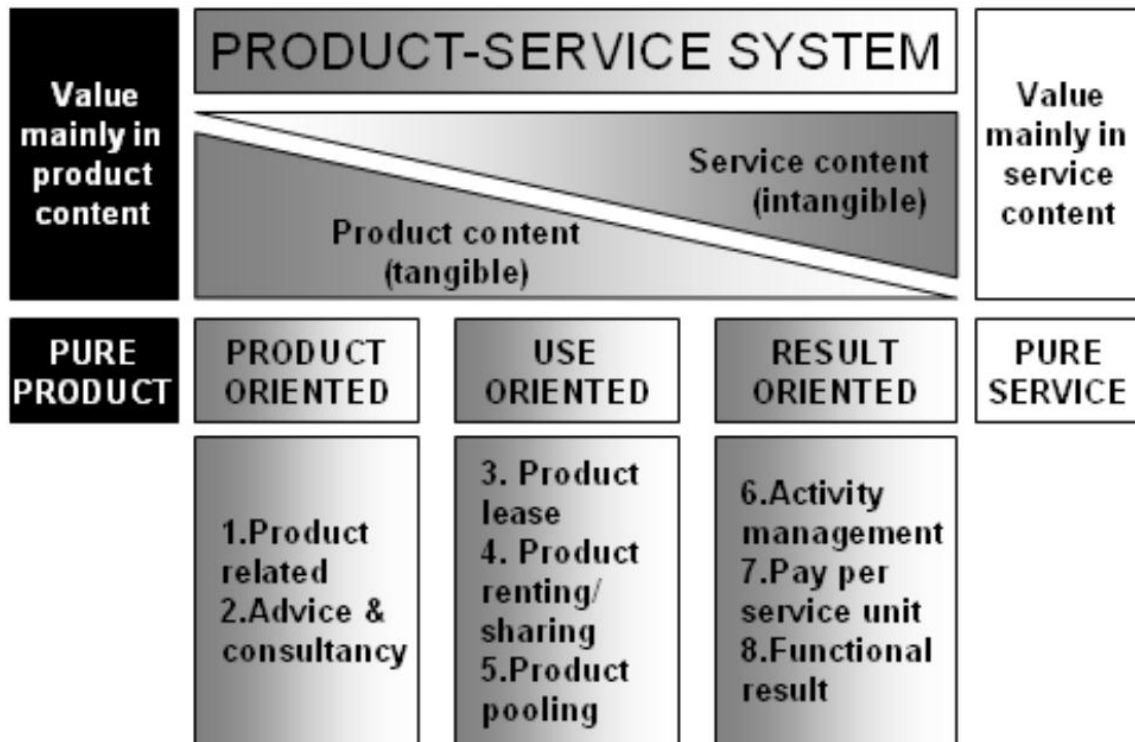 Value
mainly in
product
content
PRODUCT-SERVICE SYSTEM
Service content
(intangible)
Product content
(tangible)
Value
mainly in
service
content
PURE
PRODUCT
PRODUCT
ORIENTED
USE
ORIENTED
RESULT
ORIENTED
PURE
SERVICE
1.Product
related
2.Advice &
consultancy
3. Product
lease
4. Product
renting/
sharing
5.Product
pooling
6.Activity
management
7.Pay per
service unit
8.Functional
result